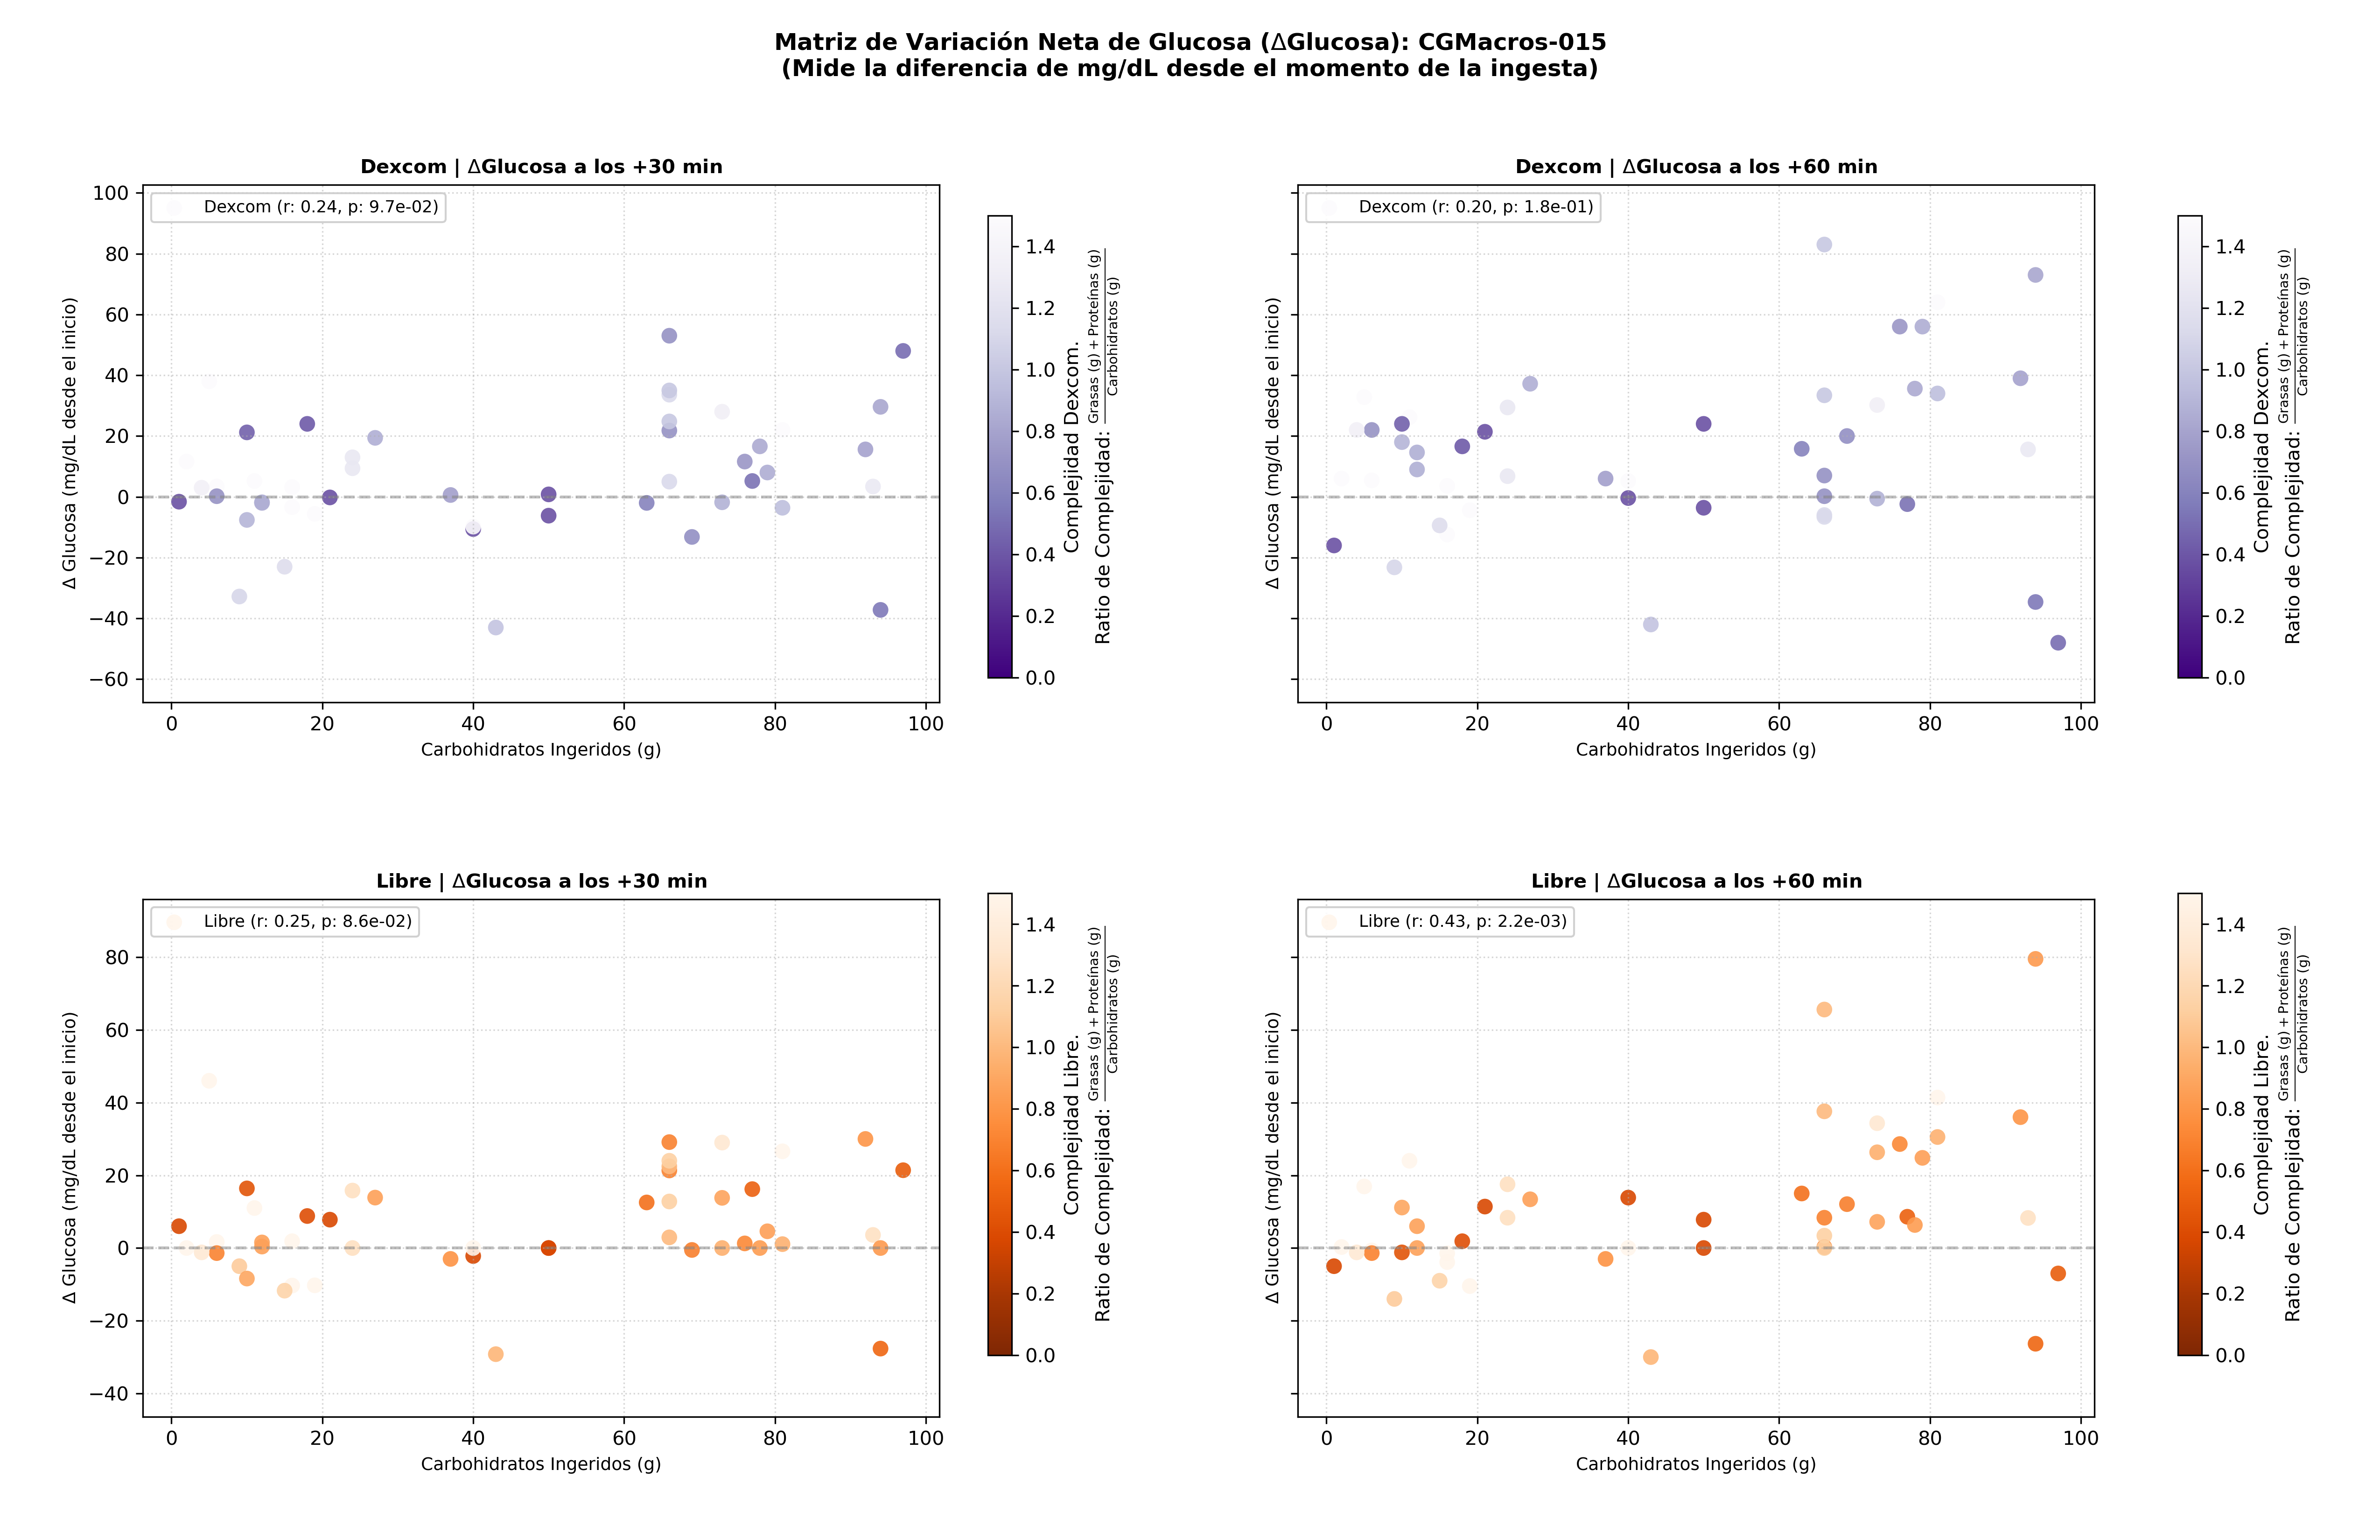 Matriz de Variación Neta de Glucosa (ΔGlucosa): CGMacros-015
(Mide la diferencia de mg/dL desde el momento de la ingesta)
Dexcom | ΔGlucosa a los +30 min
Dexcom (r: 0.24, p: 9.7e-02)
100
80
60
40
20
0
−20
−40
−60
Δ Glucosa (mg/dL desde el inicio)
0 20 40 60 80 100
Carbohidratos Ingeridos (g)
1.4
1.2
1.0
0.8
0.6
0.4
0.2
0.0
Complejidad Dexcom.
Ratio de Complejidad: Grasas (g) + Proteínas (g)
Carbohidratos (g)
Dexcom | ΔGlucosa a los +60 min
Dexcom (r: 0.20, p: 1.8e-01)
Δ Glucosa (mg/dL desde el inicio)
0 20 40 60 80 100
Carbohidratos Ingeridos (g)
1.4
1.2
1.0
0.8
0.6
0.4
0.2
0.0
Complejidad Dexcom.
Ratio de Complejidad: Grasas (g) + Proteínas (g)
Carbohidratos (g)
Libre | ΔGlucosa a los +30 min
Libre (r: 0.25, p: 8.6e-02)
80
60
40
20
0
−20
−40
Δ Glucosa (mg/dL desde el inicio)
0 20 40 60 80 100
Carbohidratos Ingeridos (g)
1.4
1.2
1.0
0.8
0.6
0.4
0.2
0.0
Complejidad Libre.
Ratio de Complejidad: Grasas (g) + Proteínas (g)
Carbohidratos (g)
Libre | ΔGlucosa a los +60 min
Libre (r: 0.43, p: 2.2e-03)
Δ Glucosa (mg/dL desde el inicio)
0 20 40 60 80 100
Carbohidratos Ingeridos (g)
1.4
1.2
1.0
0.8
0.6
0.4
0.2
0.0
Complejidad Libre.
Ratio de Complejidad: Grasas (g) + Proteínas (g)
Carbohidratos (g)